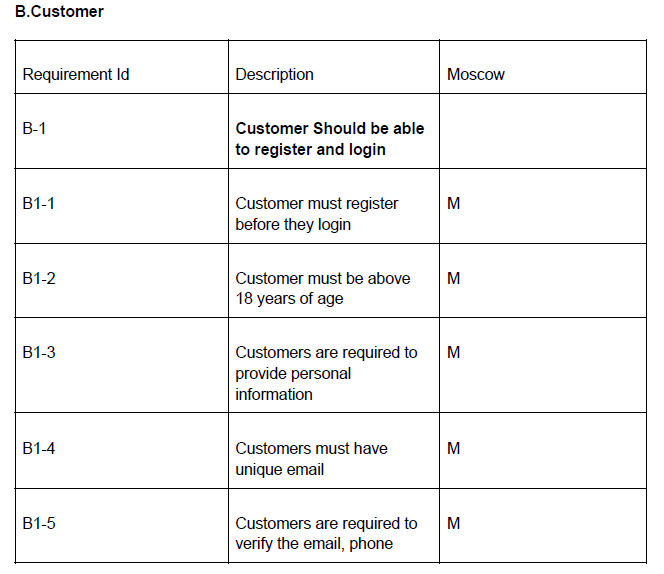 B.Customer
Requirement Id
Description
Moscow
B-1
Customer Should be able
to register and login
B1-1
Customer must register
before they login
M
B1-2
Customer must be above
18 years of age
M
B1-3
Customers are required to
provide personal
information
M
B1-4
Customers must have
unique email
M
B1-5
Customers are required to
verify the email, phone
M